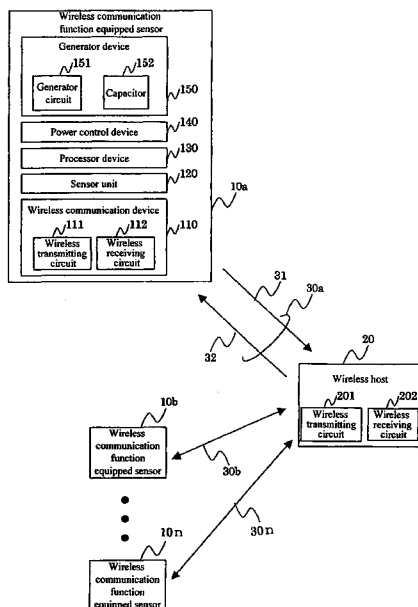 Wireless communication
function equipped sensor
Generator device
151
152
Generator
circuit
Capacitor
150
140
Power control device
130
Processor device
120
Sensor unit
10a
Wireless communication device
110
111
112
Wireless
transmitting
circuit
Wireless
receiving
circuit
31
30a
32
20
Wireless host
201
202
Wireless
transmitting
circuit
Wireless
receiving
circuit
10b
Wireless
communication
function
equipped sensor
30b
30n
10n
Wireless
communication
function
equipped sensor